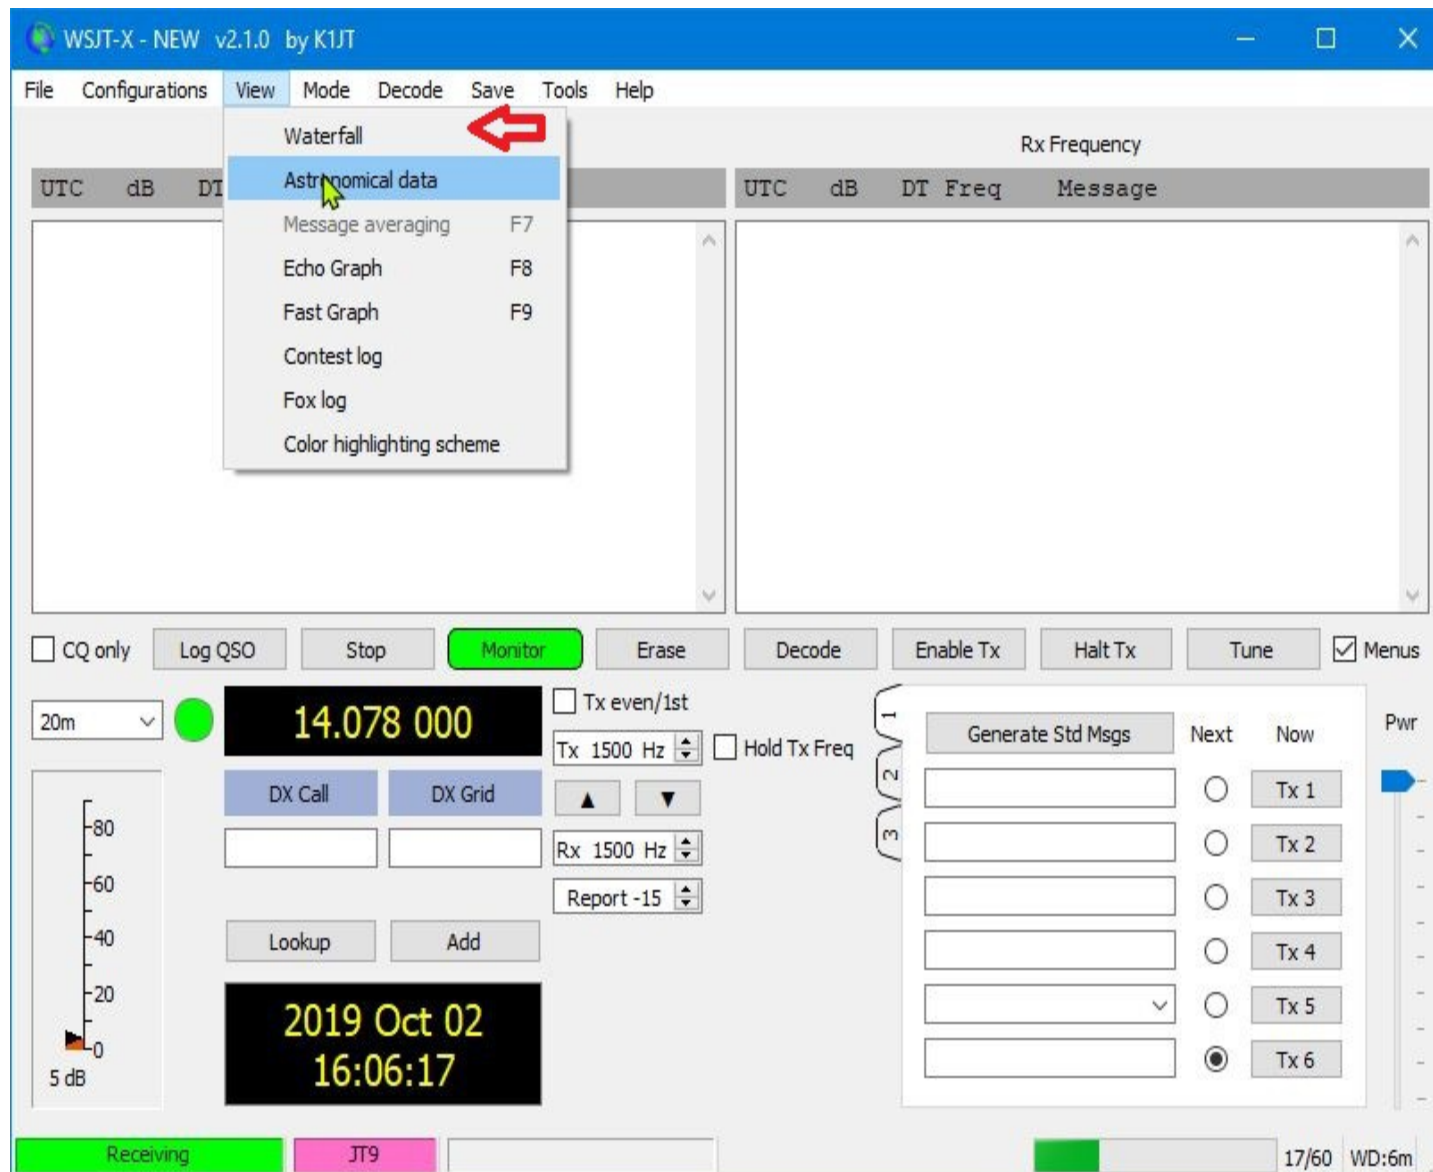 WSJT-X - NEW v2.1.0 by K1JT
File Configurations View Mode Decode Save Tools Help
Waterfall
Rx Frequency
UTC dB DT
Astronomical data
UTC dB DT Freq Message
Message averaging F7
Echo Graph F8
Fast Graph F9
Contest log
Fox log
Color highlighting scheme
CQ only Log QSO Stop Monitor Erase Decode Enable Tx Halt Tx Tune Menus
20m
14.078 000
Tx even/1st
Tx 1500 Hz
Hold Tx Freq
DX Call DX Grid
Rx 1500 Hz
Report -15
Lookup Add
2019 Oct 02
16:06:17
-80
-60
-40
-20
-0
5 dB
1
2
3
Generate Std Msgs Next Now
Tx 1
Tx 2
Tx 3
Tx 4
Tx 5
Tx 6
Pwr
Receiving JT9 17/60 WD:6m